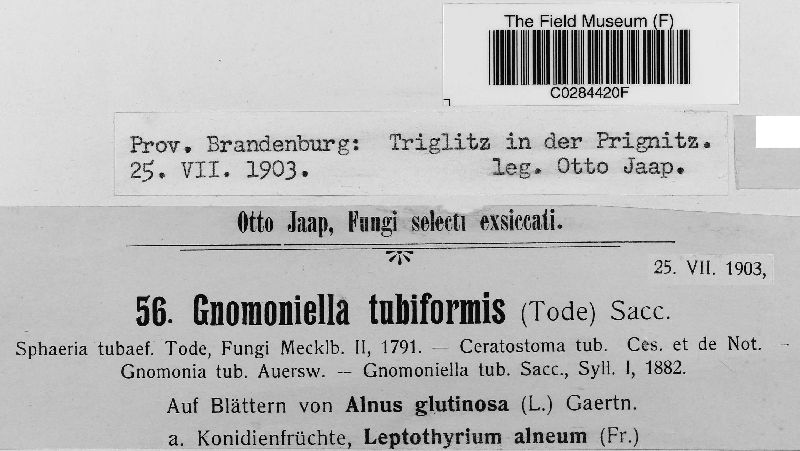 The Field Museum (F)
C0284420F
Prov. Brandenburg: Triglitz in der Prignitz.
25. VII. 1903. leg. Otto Jaap.
Otto Jaap, Fungi selecti exsiccati.
25. VII. 1903,
56. Gnomoniella tubiformis (Tode) Sacc.
Sphaeria tubaef. Tode, Fungi Mecklb. II, 1791. — Ceratostoma tub. Ces. et de Not. -
Gnomonia tub. Auersw. — Gnomoniella tub. Sacc., Syll. I, 1882.
Auf Blättern von Alnus glutinosa (L.) Gaertn.
a. Konidienfrüchte, Leptothyrium alneum (Fr.)